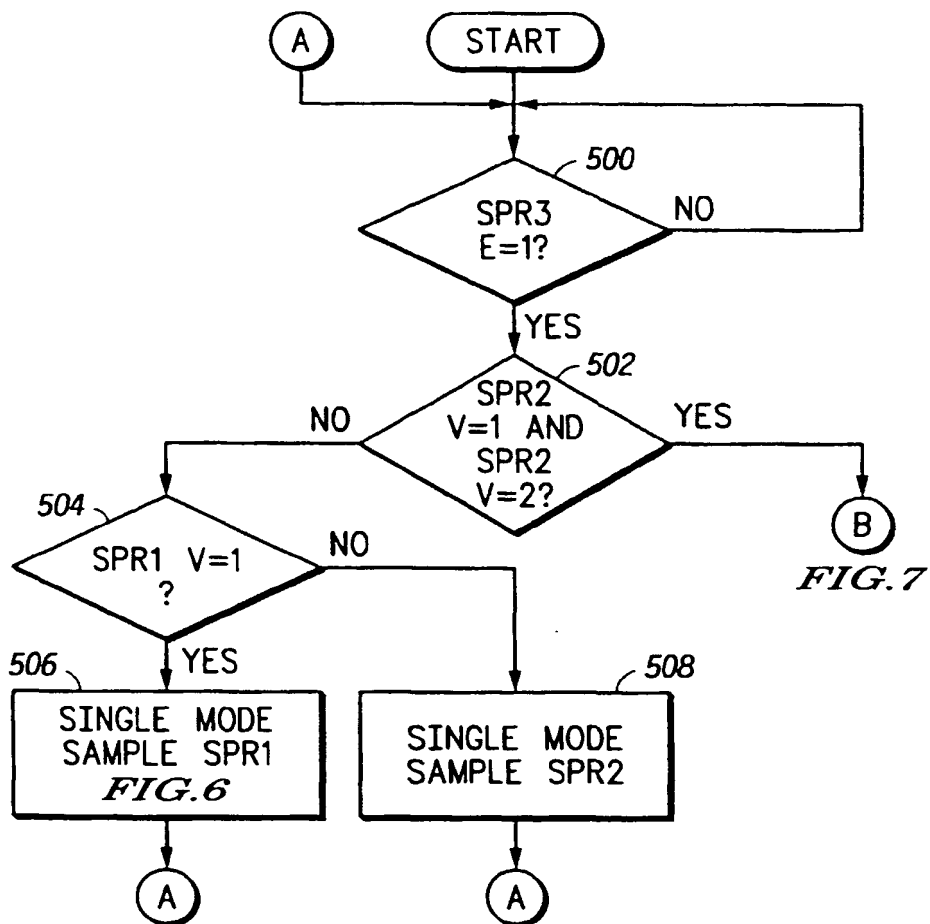 A
START
500
SPR3
E=1?
NO
YES
502
SPR2
V=1 AND
SPR2
V=2?
NO
YES
504
SPR1 V=1
?
NO
B
FIG.7
YES
506
SINGLE MODE
SAMPLE SPR1
FIG.6
508
SINGLE MODE
SAMPLE SPR2
A
A